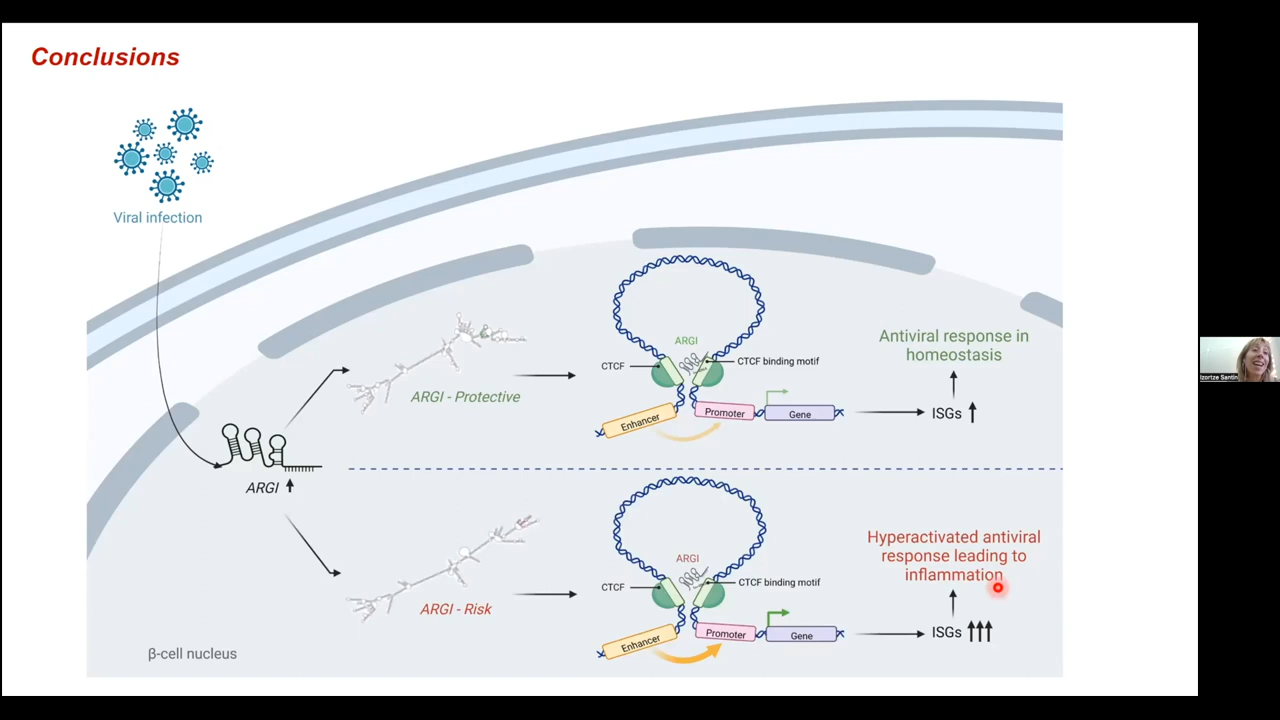 Conclusions
Viral infection
ARGI
ARGI - Protective
ARGI
CTCF
CTCF binding motif
Enhancer
Promoter
Gene
ISGs
Antiviral response in
homeostasis
ARGI - Risk
ARGI
CTCF
CTCF binding motif
Enhancer
Promoter
Gene
ISGs
Hyperactivated antiviral
response leading to
inflammation
β-cell nucleus
Izortze Santin